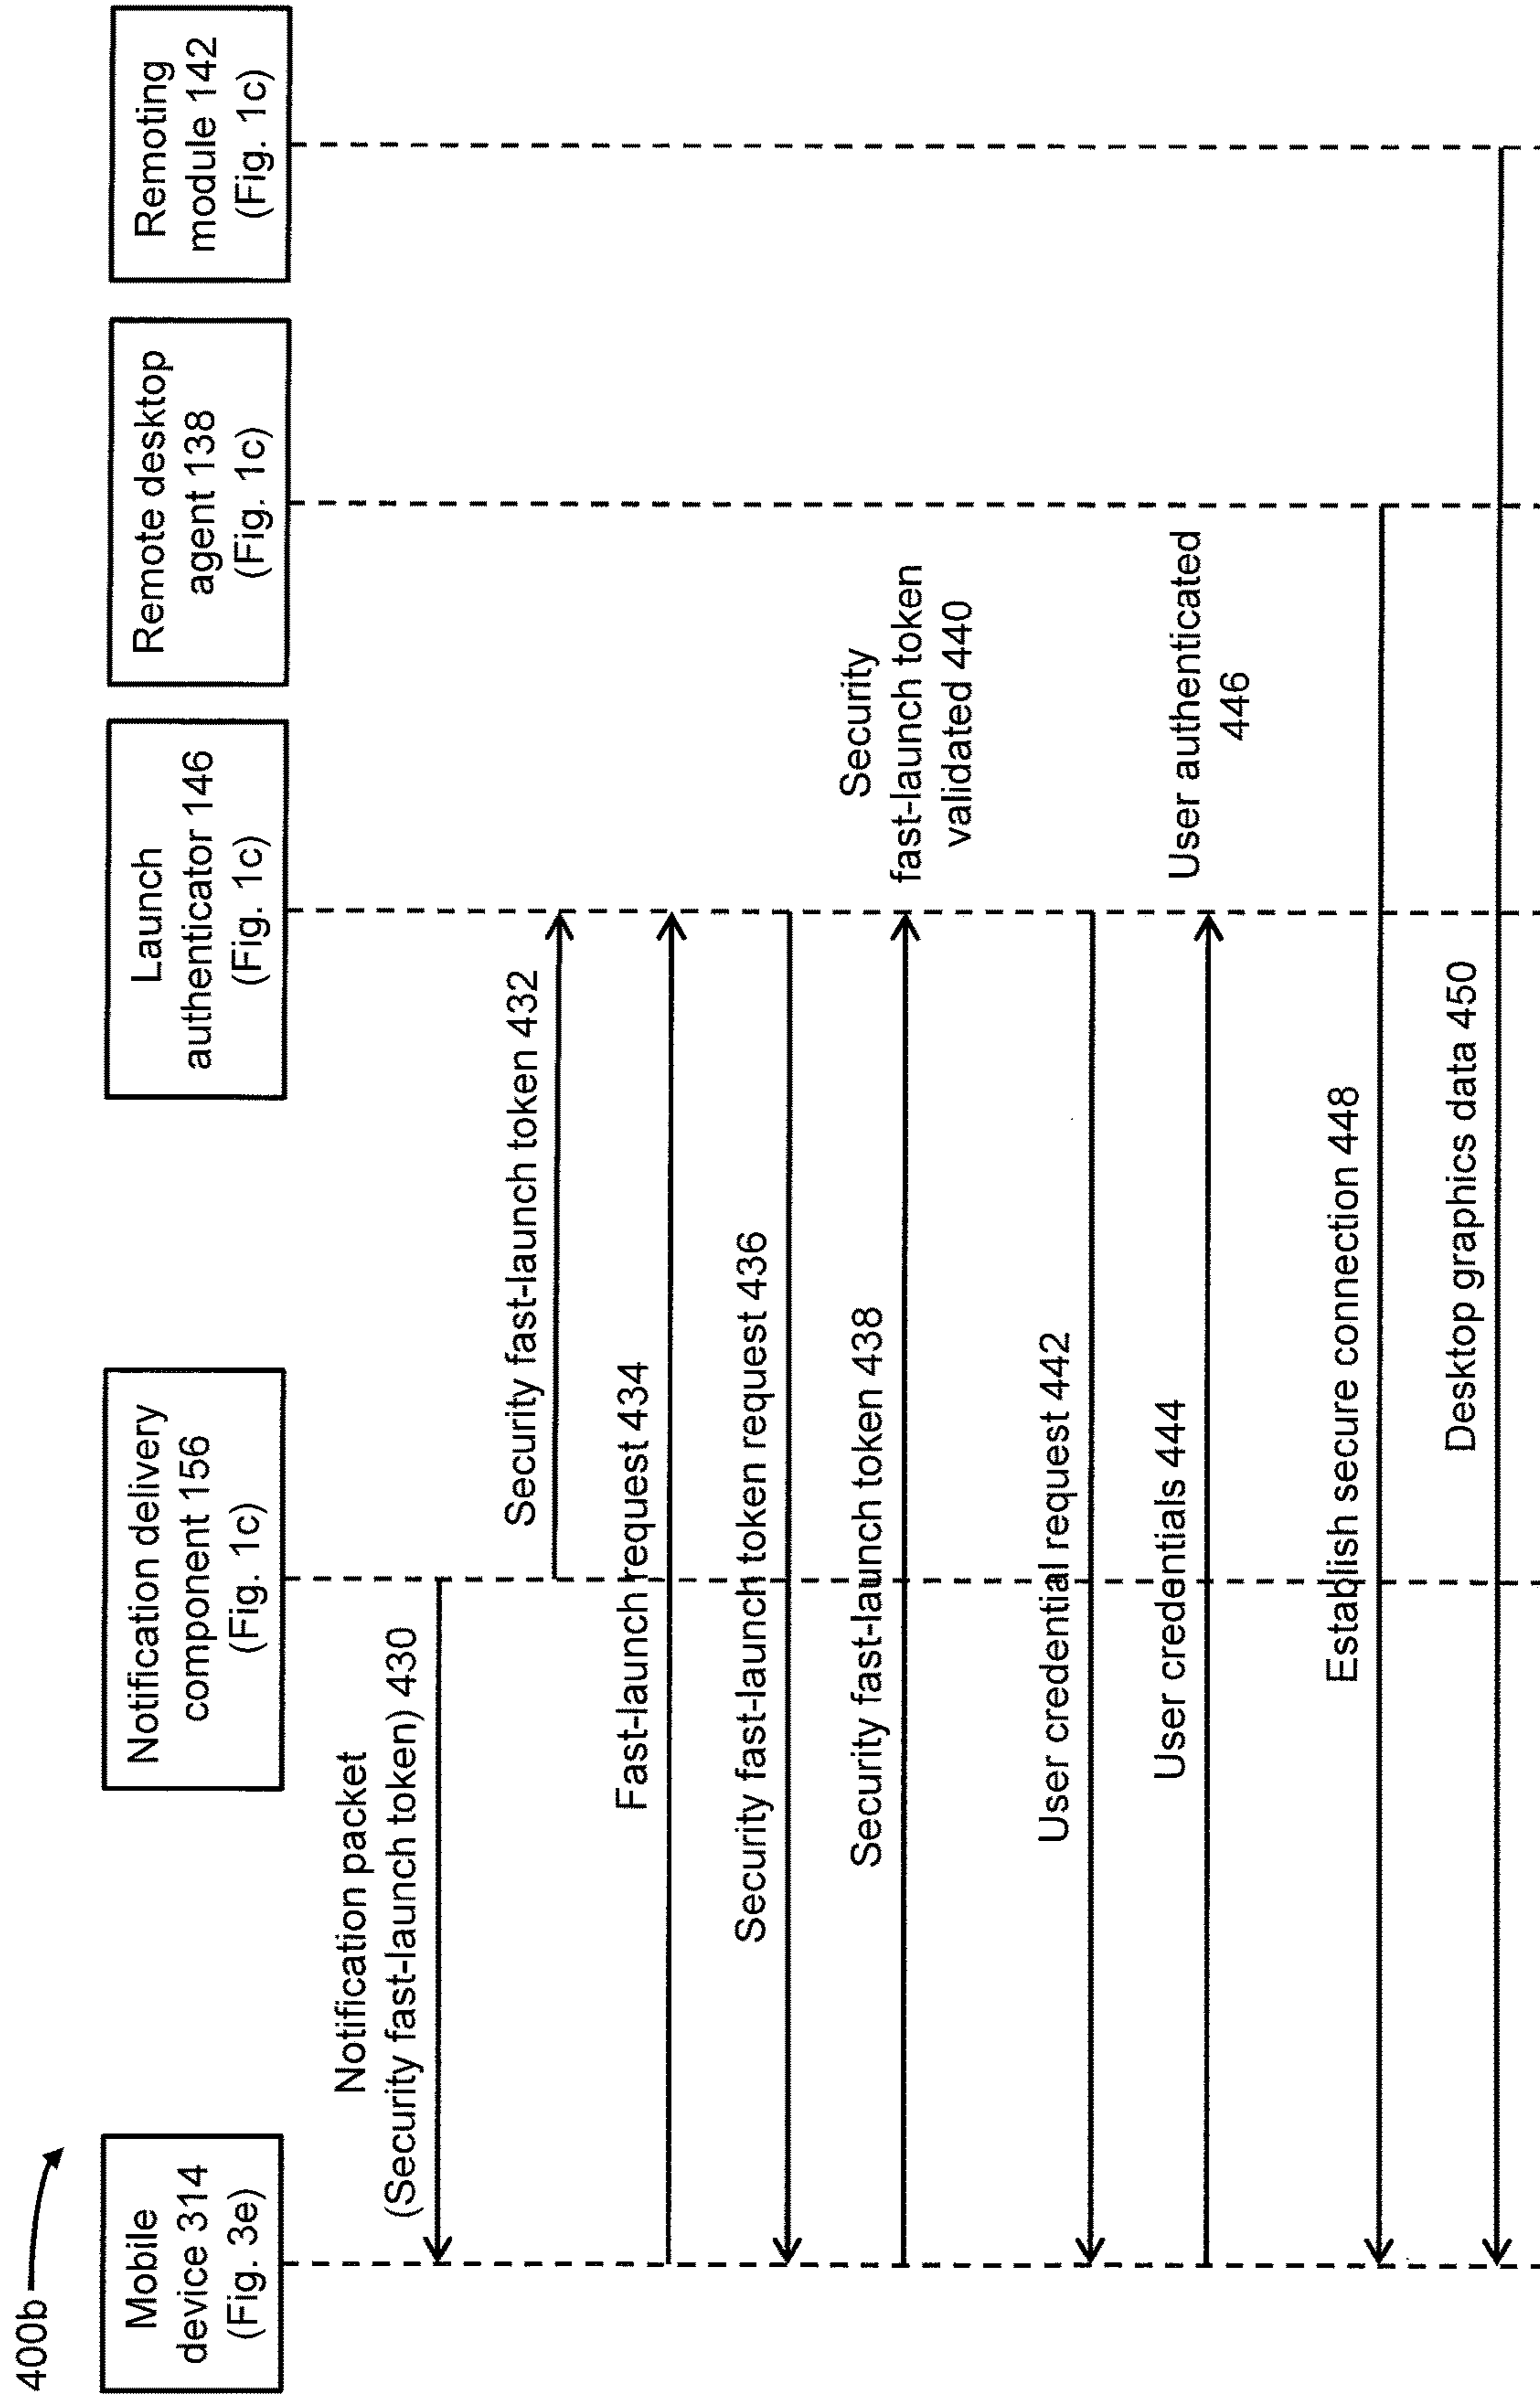 400b
Mobile
device 314
(Fig. 3e)
Notification delivery
component 156
(Fig. 1c)
Launch
authenticator 146
(Fig. 1c)
Remote desktop
agent 138
(Fig. 1c)
Remoting
module 142
(Fig. 1c)
Notification packet
(Security fast-launch token) 430
Security fast-launch token 432
Fast-launch request 434
Security fast-launch token request 436
Security fast-launch token 438
Security
fast-launch token
validated 440
User credential request 442
User credentials 444
User authenticated
446
Establish secure connection 448
Desktop graphics data 450